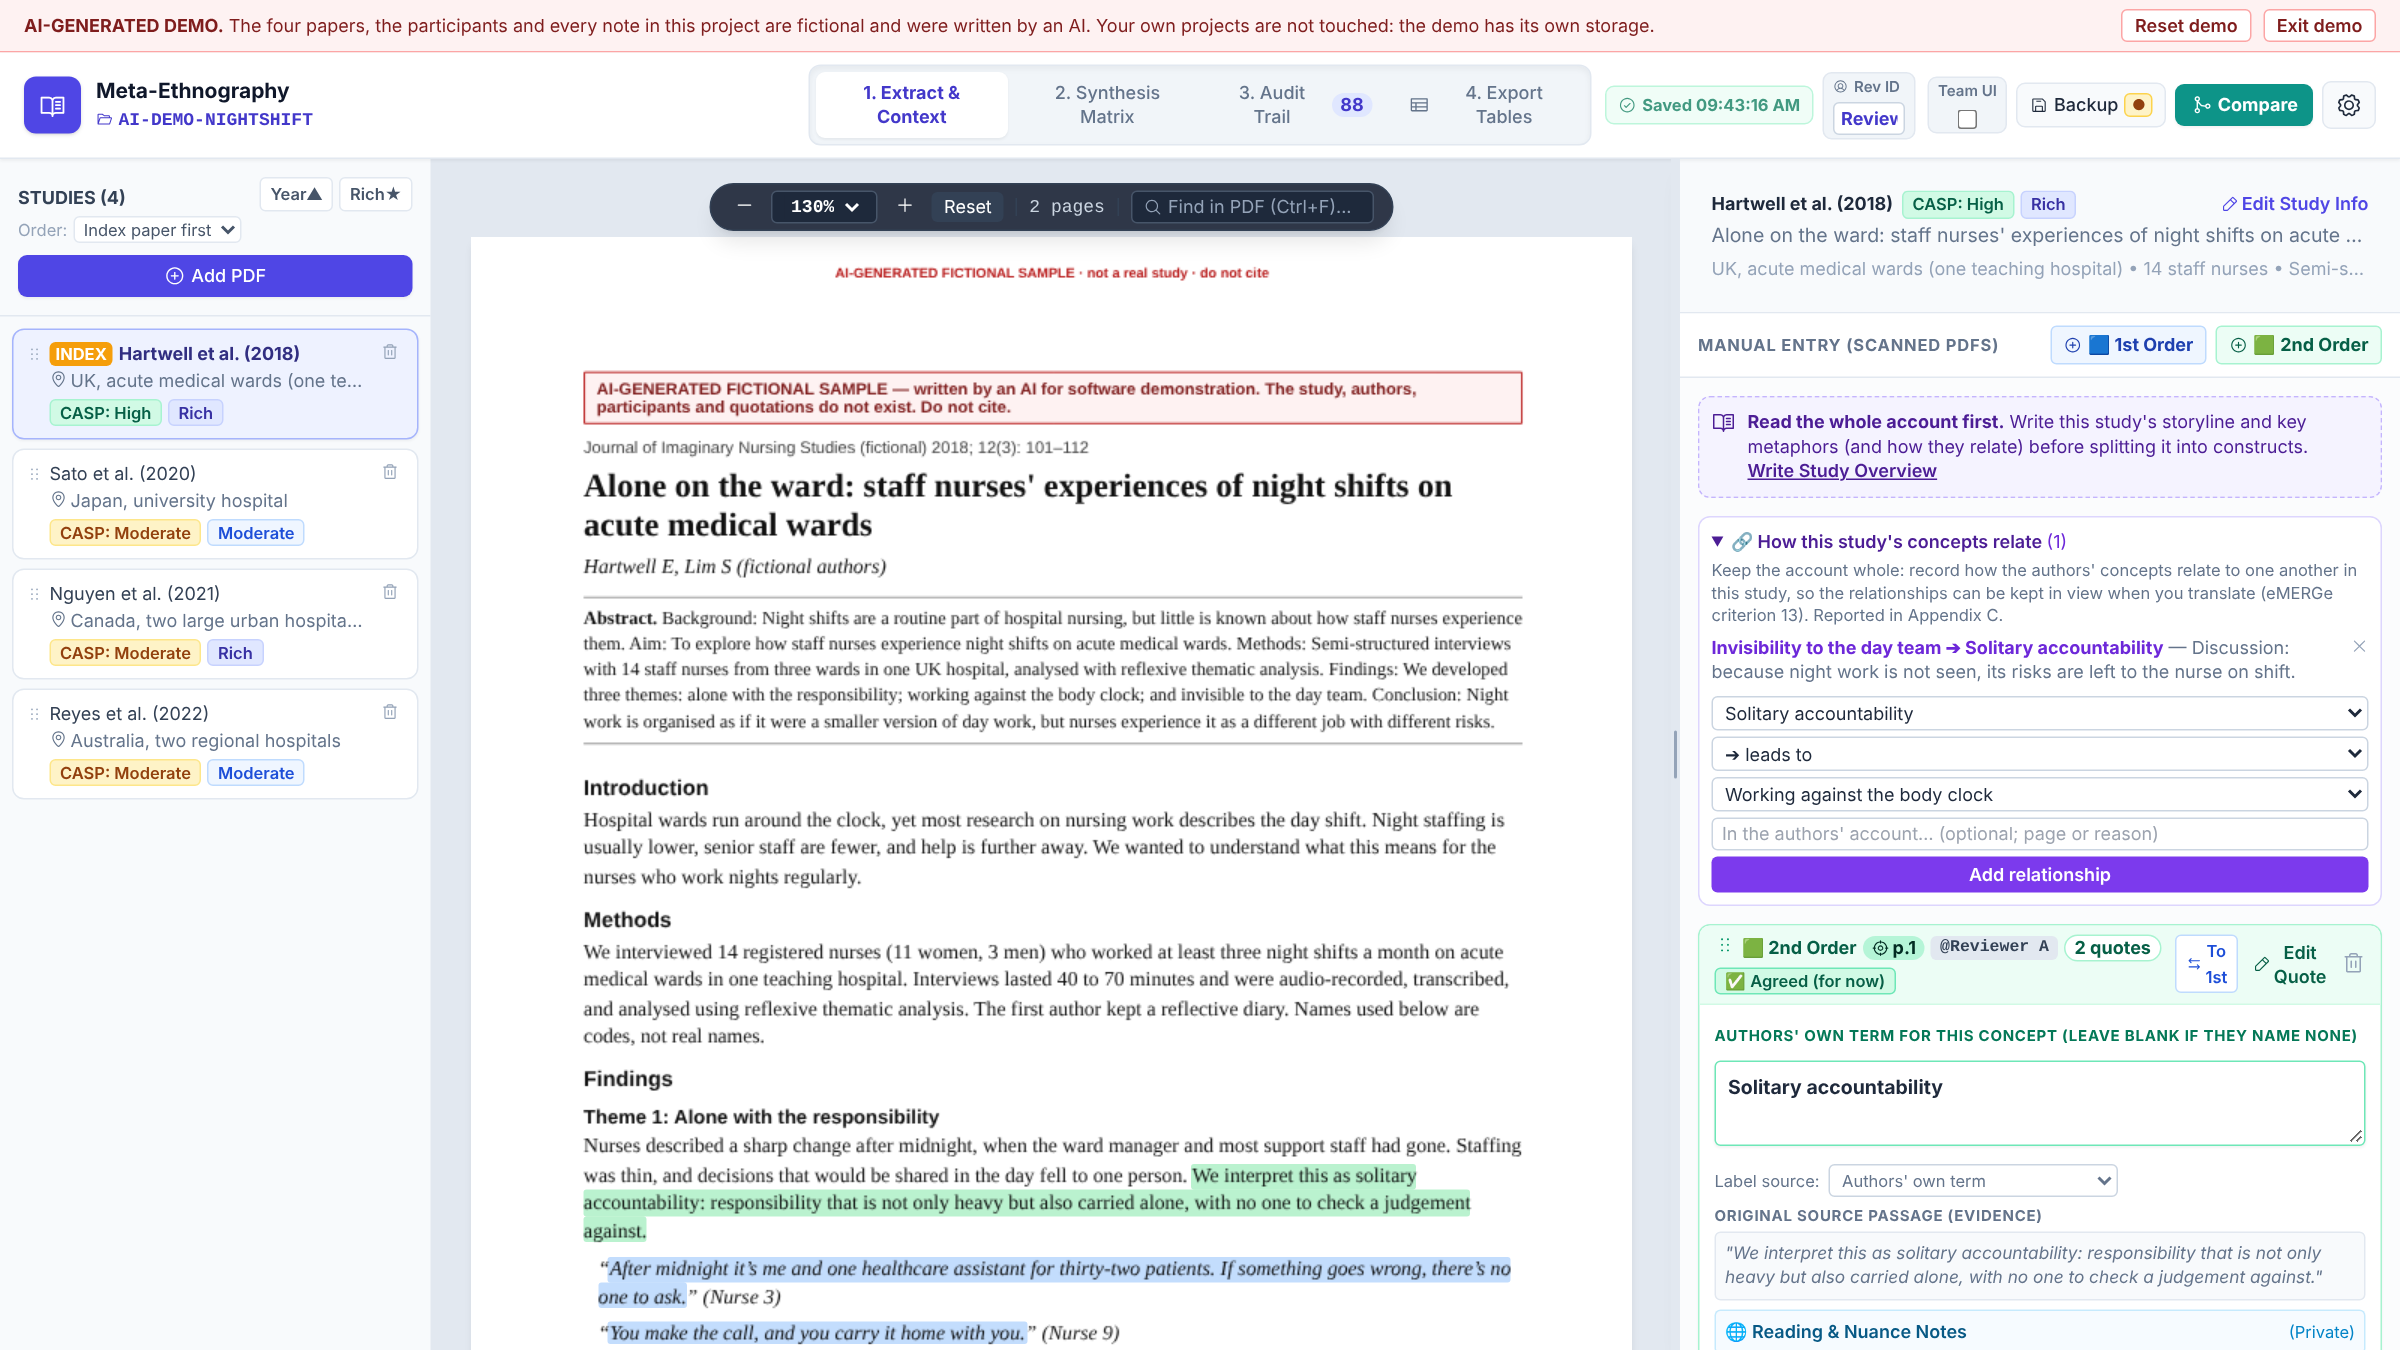 AI-GENERATED DEMO. The four papers, the participants and every note in this project are fictional and were written by an AI. Your own projects are not touched: the demo has its own storage.
Reset demo
Exit demo
Meta-Ethnography
AI-DEMO-NIGHTSHIFT
1. Extract &
Context
2. Synthesis
Matrix
3. Audit
Trail
88
4. Export
Tables
Saved 09:43:16 AM
Rev ID
Review
Team UI
Backup
Compare
STUDIES (4)
Year▲
Rich★
Order:
Index paper first
Add PDF
INDEX Hartwell et al. (2018)
UK, acute medical wards (one te...
CASP: High
Rich
Sato et al. (2020)
Japan, university hospital
CASP: Moderate
Moderate
Nguyen et al. (2021)
Canada, two large urban hospita...
CASP: Moderate
Rich
Reyes et al. (2022)
Australia, two regional hospitals
CASP: Moderate
Moderate
130%
Reset
2 pages
Find in PDF (Ctrl+F)...
AI-GENERATED FICTIONAL SAMPLE · not a real study · do not cite
AI-GENERATED FICTIONAL SAMPLE — written by an AI for software demonstration. The study, authors,
participants and quotations do not exist. Do not cite.
Journal of Imaginary Nursing Studies (fictional) 2018; 12(3): 101–112
Alone on the ward: staff nurses' experiences of night shifts on
acute medical wards
Hartwell E, Lim S (fictional authors)
Abstract. Background: Night shifts are a routine part of hospital nursing, but little is known about how staff nurses experience
them. Aim: To explore how staff nurses experience night shifts on acute medical wards. Methods: Semi-structured interviews
with 14 staff nurses from three wards in one UK hospital, analysed with reflexive thematic analysis. Findings: We developed
three themes: alone with the responsibility; working against the body clock; and invisible to the day team. Conclusion: Night
work is organised as if it were a smaller version of day work, but nurses experience it as a different job with different risks.
Introduction
Hospital wards run around the clock, yet most research on nursing work describes the day shift. Night staffing is
usually lower, senior staff are fewer, and help is further away. We wanted to understand what this means for the
nurses who work nights regularly.
Methods
We interviewed 14 registered nurses (11 women, 3 men) who worked at least three night shifts a month on acute
medical wards in one teaching hospital. Interviews lasted 40 to 70 minutes and were audio-recorded, transcribed,
and analysed using reflexive thematic analysis. The first author kept a reflective diary. Names used below are
codes, not real names.
Findings
Theme 1: Alone with the responsibility
Nurses described a sharp change after midnight, when the ward manager and most support staff had gone. Staffing
was thin, and decisions that would be shared in the day fell to one person. We interpret this as solitary
accountability: responsibility that is not only heavy but also carried alone, with no one to check a judgement
against.
“After midnight it’s me and one healthcare assistant for thirty-two patients. If something goes wrong, there’s no
one to ask.” (Nurse 3)
“You make the call, and you carry it home with you.” (Nurse 9)
Hartwell et al. (2018)
CASP: High
Rich
Edit Study Info
Alone on the ward: staff nurses' experiences of night shifts on acute ...
UK, acute medical wards (one teaching hospital) • 14 staff nurses • Semi-s...
MANUAL ENTRY (SCANNED PDFS)
1st Order
2nd Order
Read the whole account first. Write this study's storyline and key
metaphors (and how they relate) before splitting it into constructs.
Write Study Overview
▼ 🔗 How this study's concepts relate (1)
Keep the account whole: record how the authors' concepts relate to one another in
this study, so the relationships can be kept in view when you translate (eMERGe
criterion 13). Reported in Appendix C.
Invisibility to the day team ➔ Solitary accountability — Discussion:
because night work is not seen, its risks are left to the nurse on shift.
Solitary accountability
➔ leads to
Working against the body clock
In the authors' account... (optional; page or reason)
Add relationship
2nd Order
p.1
@Reviewer A
2 quotes
To
1st
Edit
Quote
✅ Agreed (for now)
AUTHORS' OWN TERM FOR THIS CONCEPT (LEAVE BLANK IF THEY NAME NONE)
Solitary accountability
Label source:
Authors' own term
ORIGINAL SOURCE PASSAGE (EVIDENCE)
"We interpret this as solitary accountability: responsibility that is not only
heavy but also carried alone, with no one to check a judgement against."
🌐 Reading & Nuance Notes
(Private)